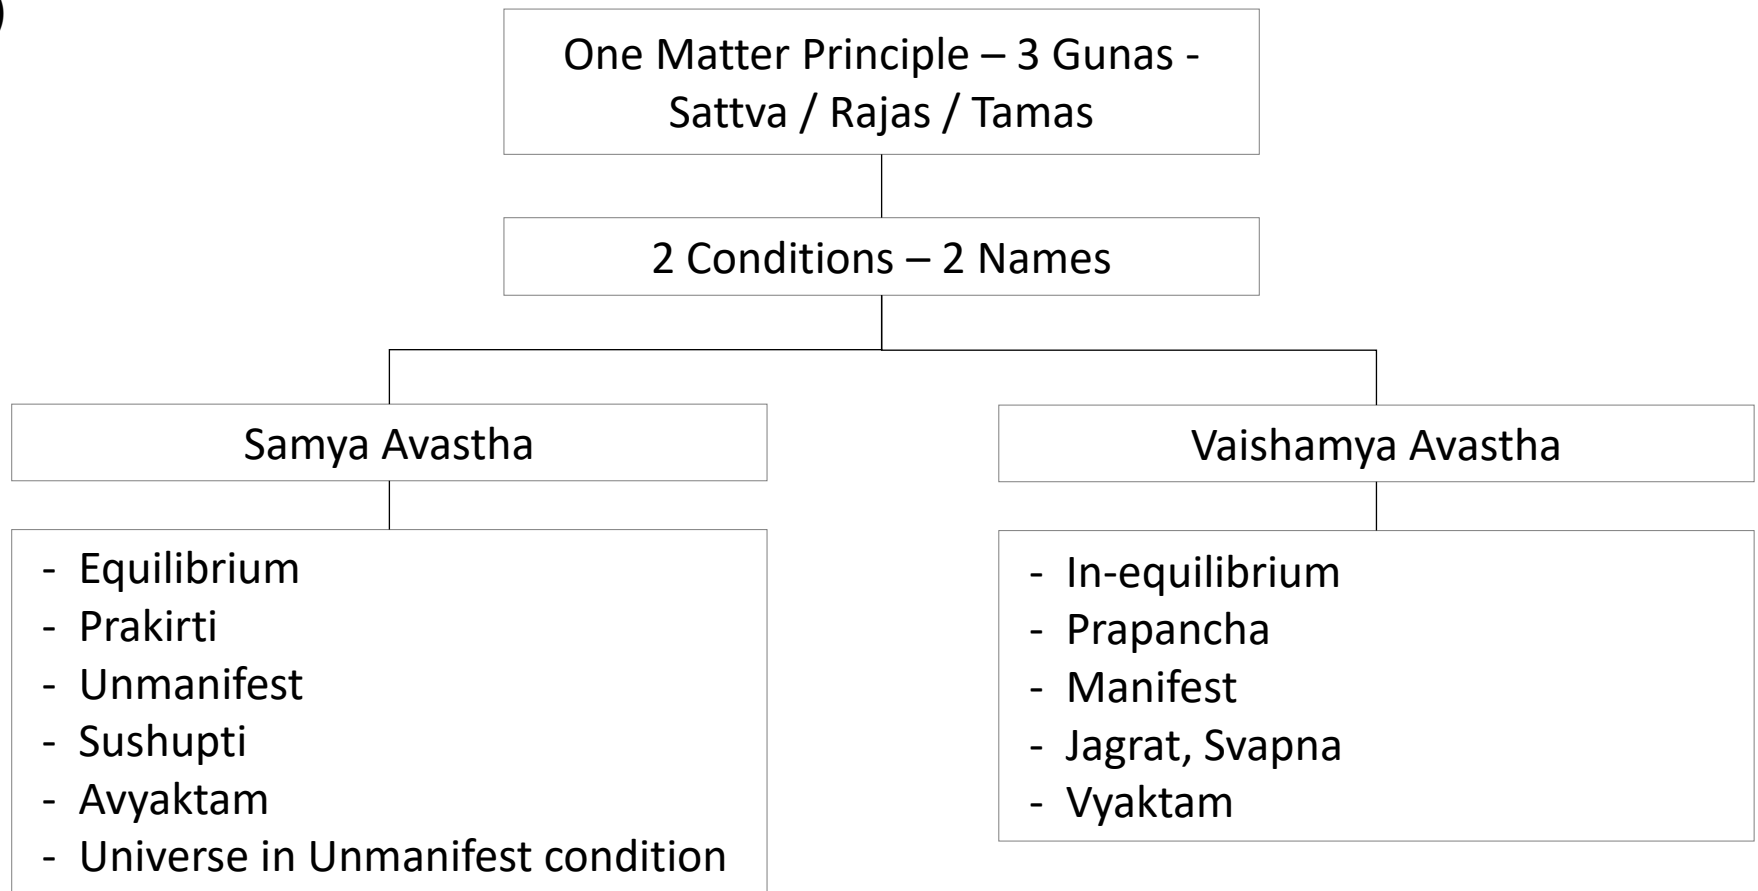 )
One Matter Principle – 3 Gunas -
Sattva / Rajas / Tamas
2 Conditions – 2 Names
Samya Avastha
- Equilibrium
- Prakirti
- Unmanifest
- Sushupti
- Avyaktam
- Universe in Unmanifest condition
Vaishamya Avastha
- In-equilibrium
- Prapancha
- Manifest
- Jagrat, Svapna
- Vyaktam